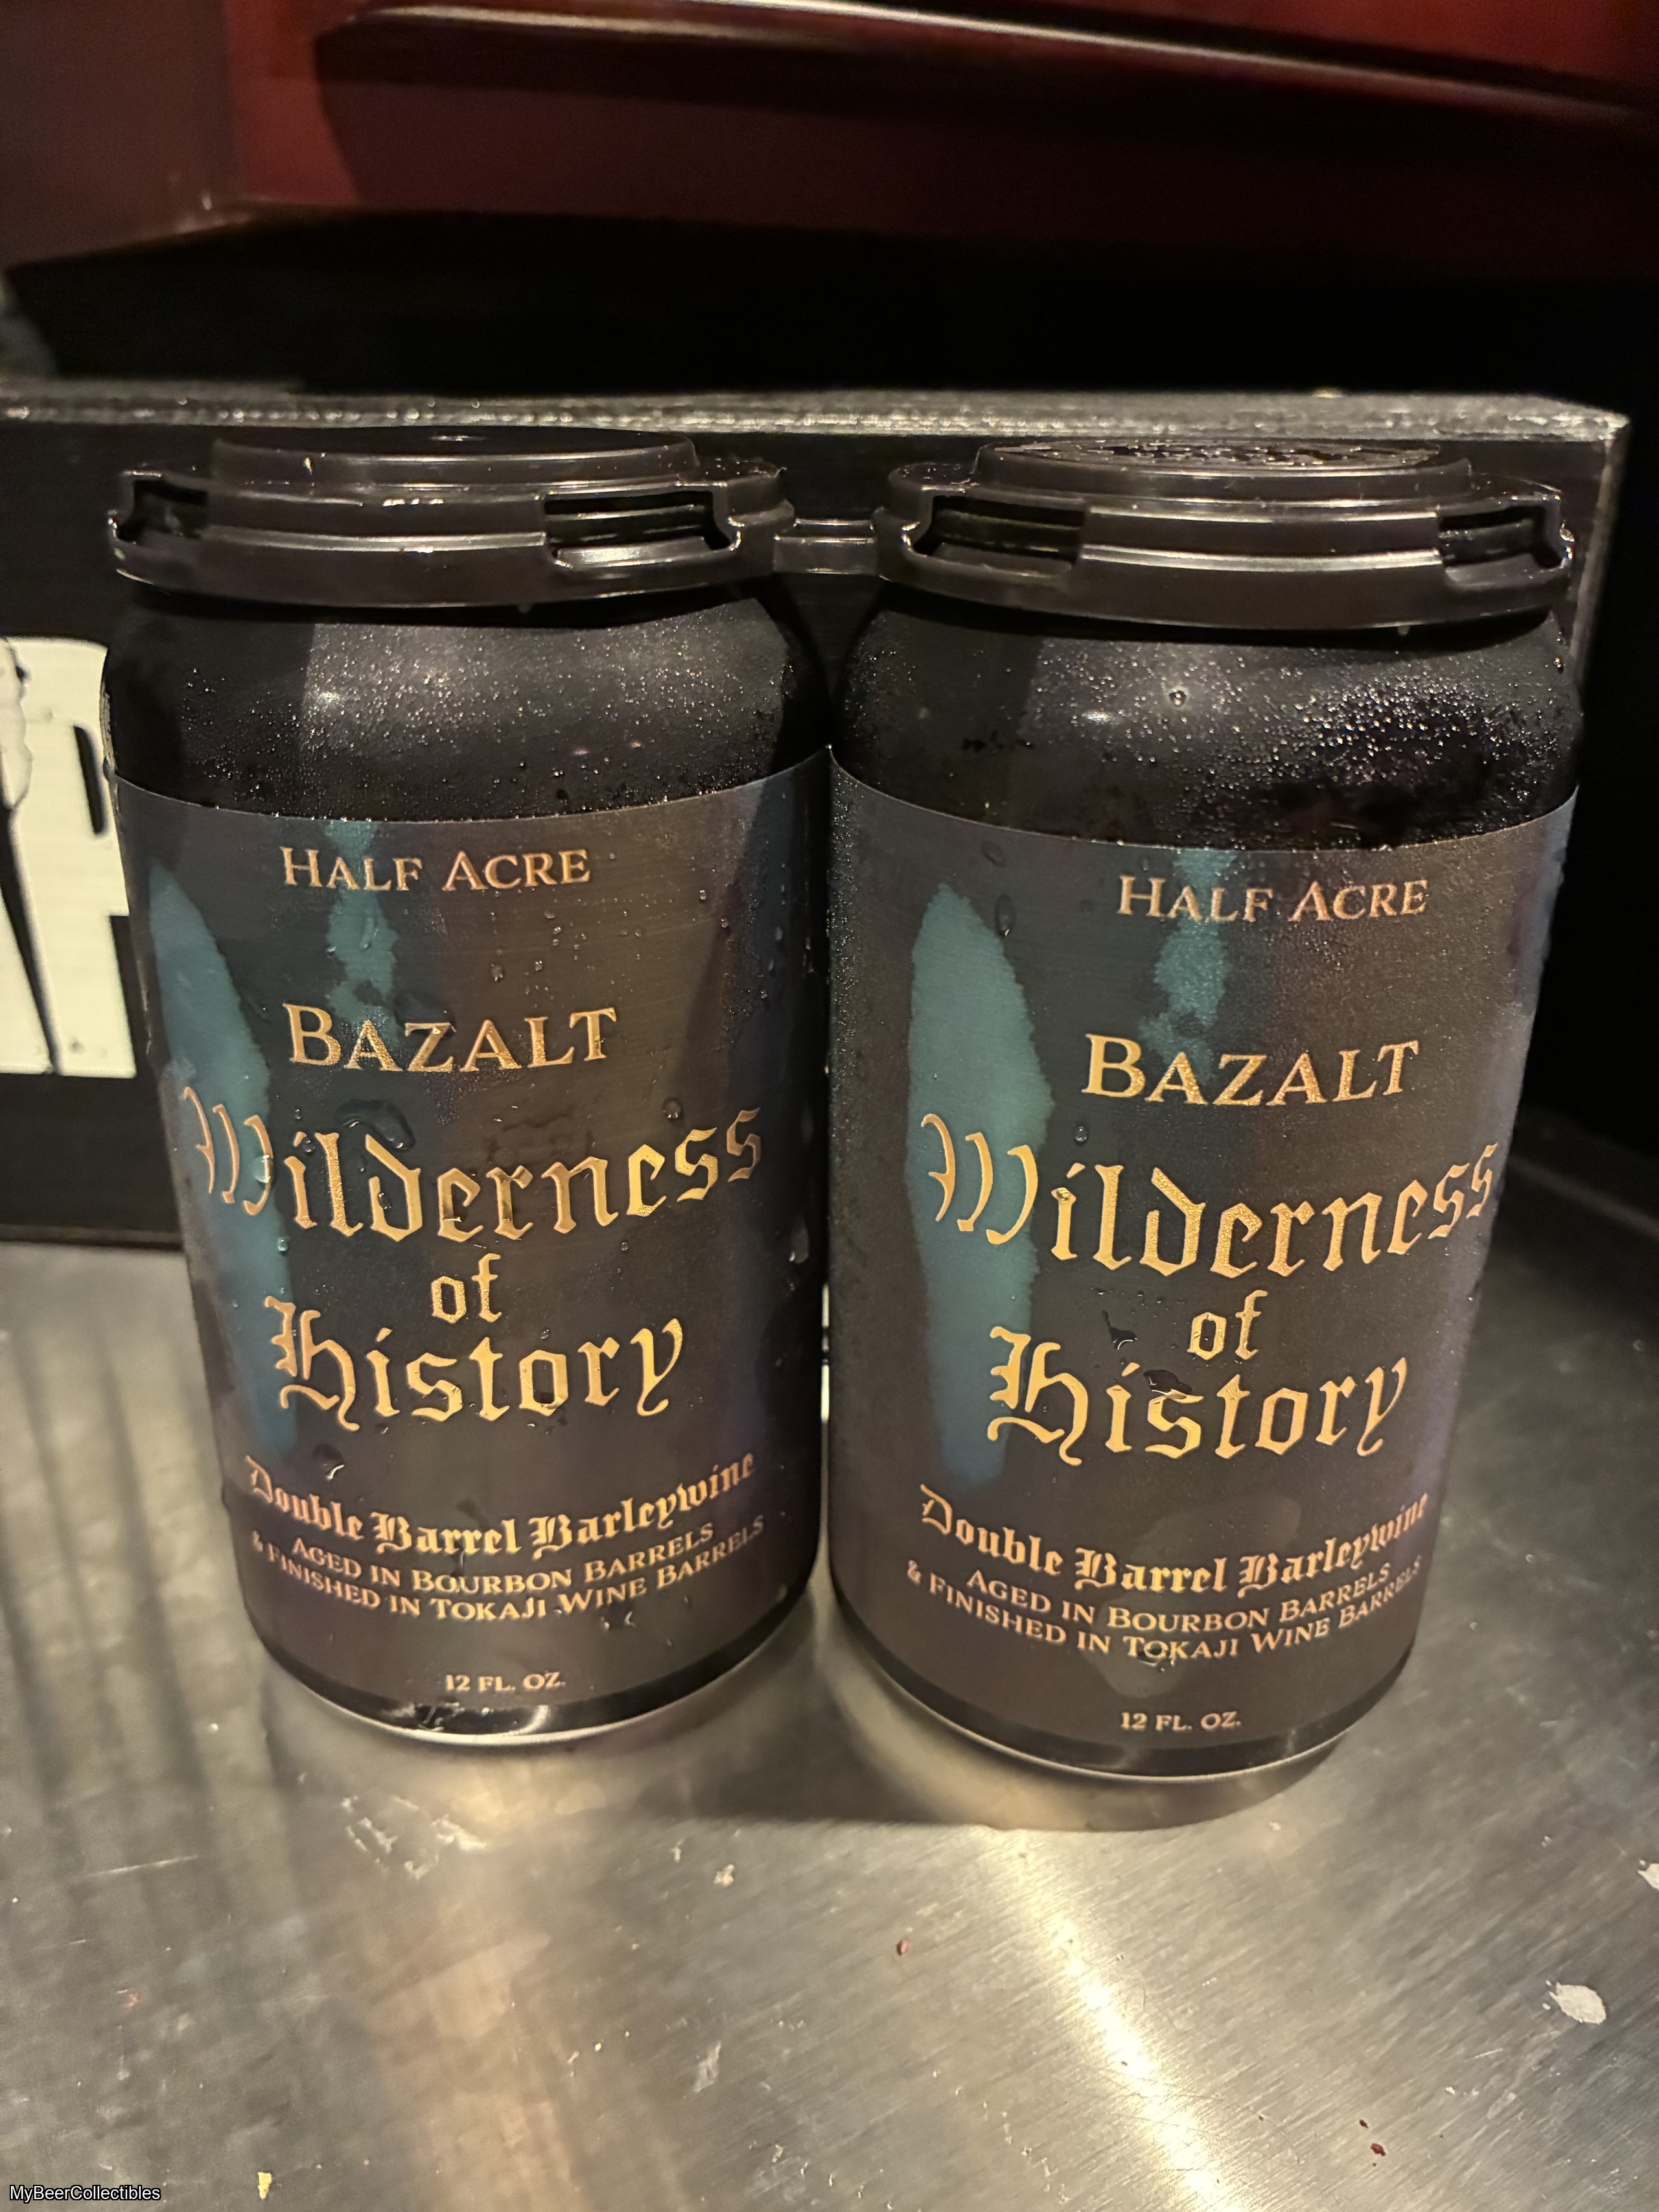 HALF ACRE
BAZALT
Wilderness
of
History
Double Barrel Barleywine
AGED IN BOURBON BARRELS
& FINISHED IN TOKAJI WINE BARRELS
12 FL. OZ.
HALF ACRE
BAZALT
Wilderness
of
History
Double Barrel Barleywine
AGED IN BOURBON BARRELS
& FINISHED IN TOKAJI WINE BARRELS
12 FL. OZ.
MyBeerCollectibles